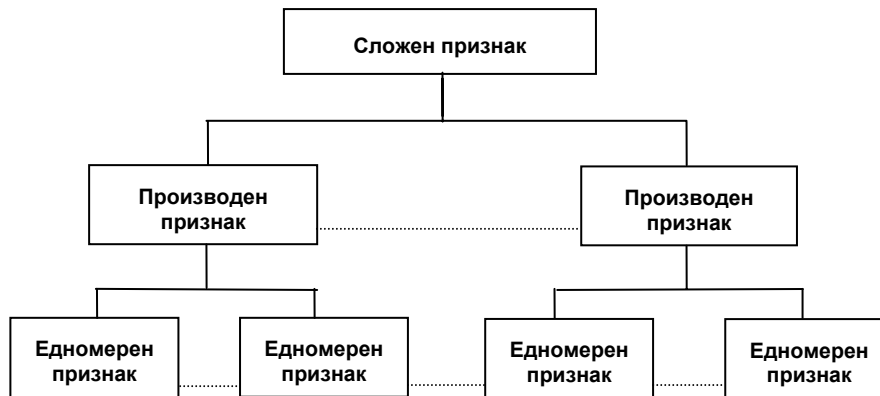 Сложен признак
Производен
признак
Производен
признак
Едномерен
признак
Едномерен
признак
Едномерен
признак
Едномерен
признак